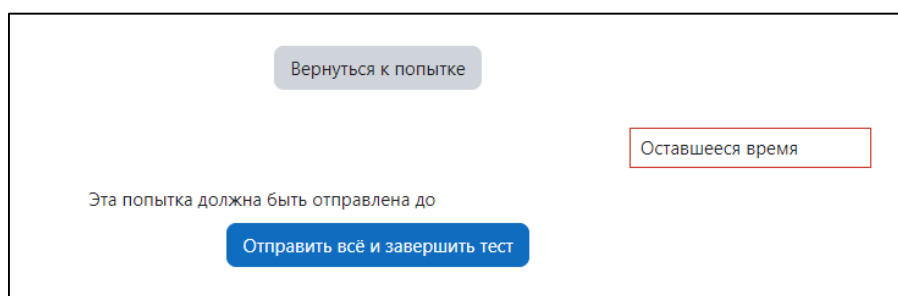 Вернуться к попытке
Оставшееся время
Эта попытка должна быть отправлена до
Отправить всё и завершить тест